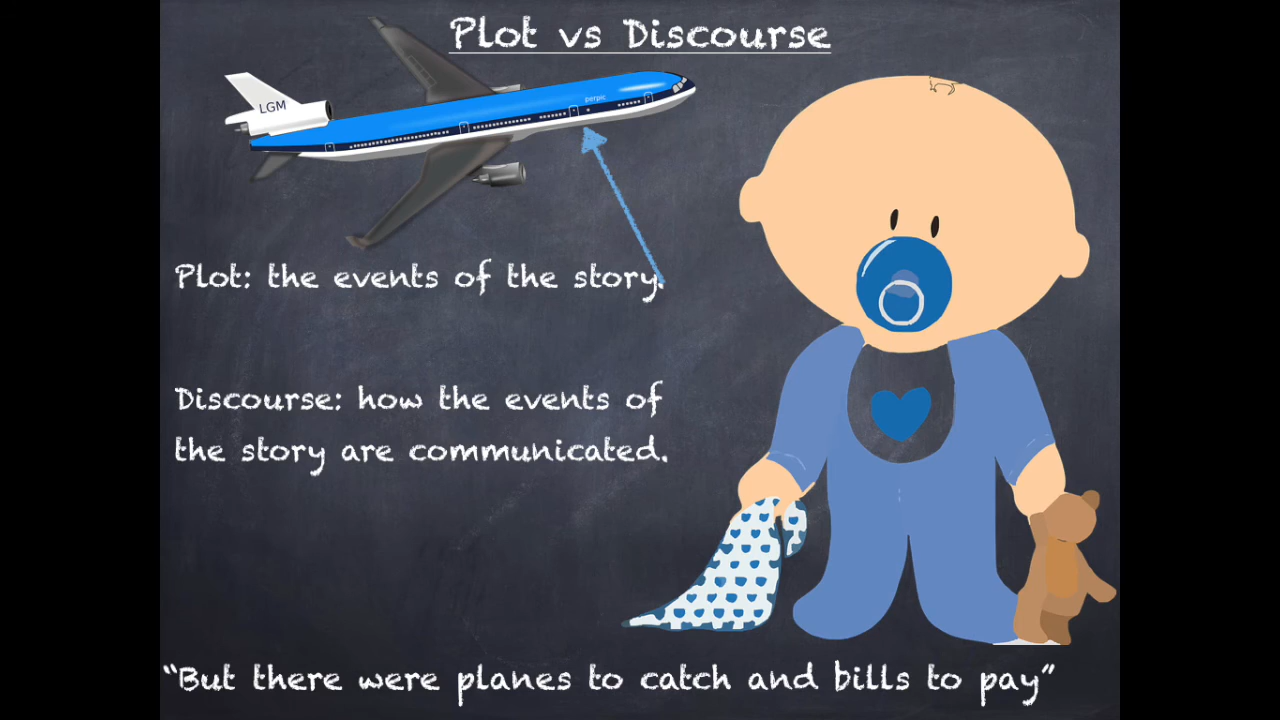 Plot vs Discourse
LGM
perpic
Plot: the events of the story.
Discourse: how the events of
the story are communicated.
“But there were planes to catch and bills to pay”